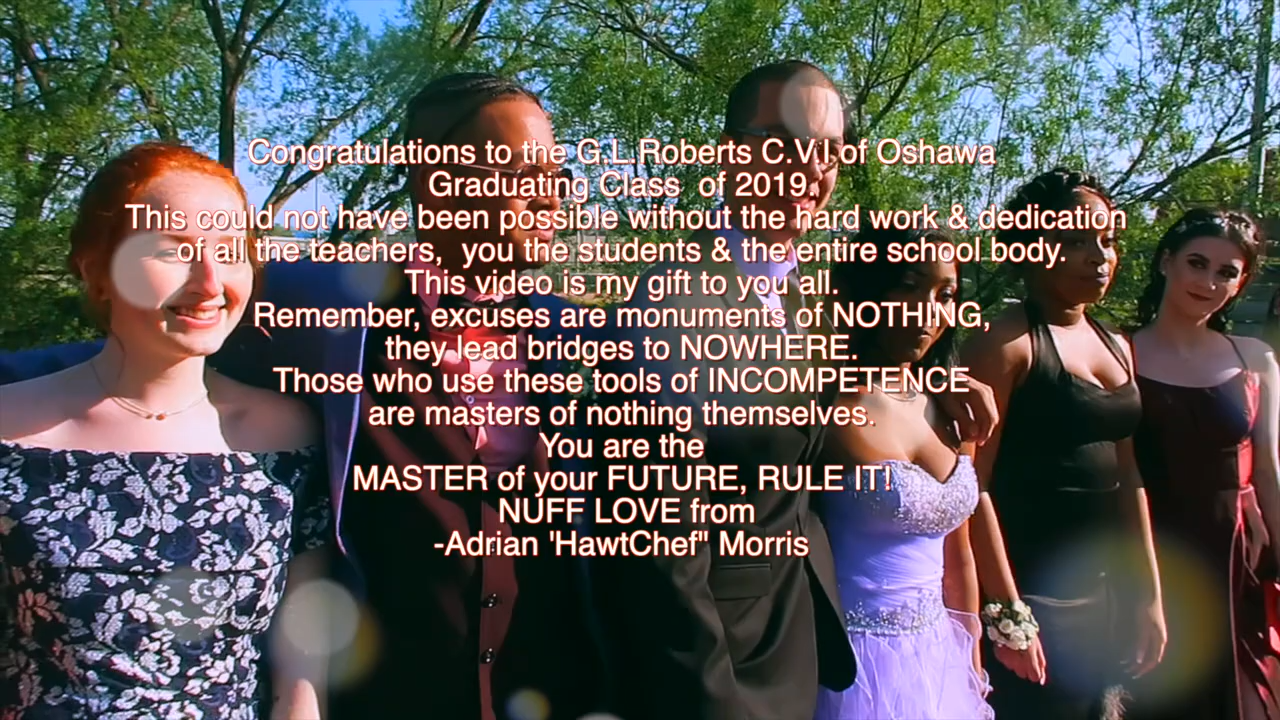 Congratulations to the G.L.Roberts C.V.I of Oshawa
Graduating Class of 2019.
This could not have been possible without the hard work & dedication
of all the teachers, you the students & the entire school body.
This video is my gift to you all.
Remember, excuses are monuments of NOTHING,
they lead bridges to NOWHERE.
Those who use these tools of INCOMPETENCE
are masters of nothing themselves.
You are the
MASTER of your FUTURE, RULE IT!
NUFF LOVE from
-Adrian 'HawtChef" Morris